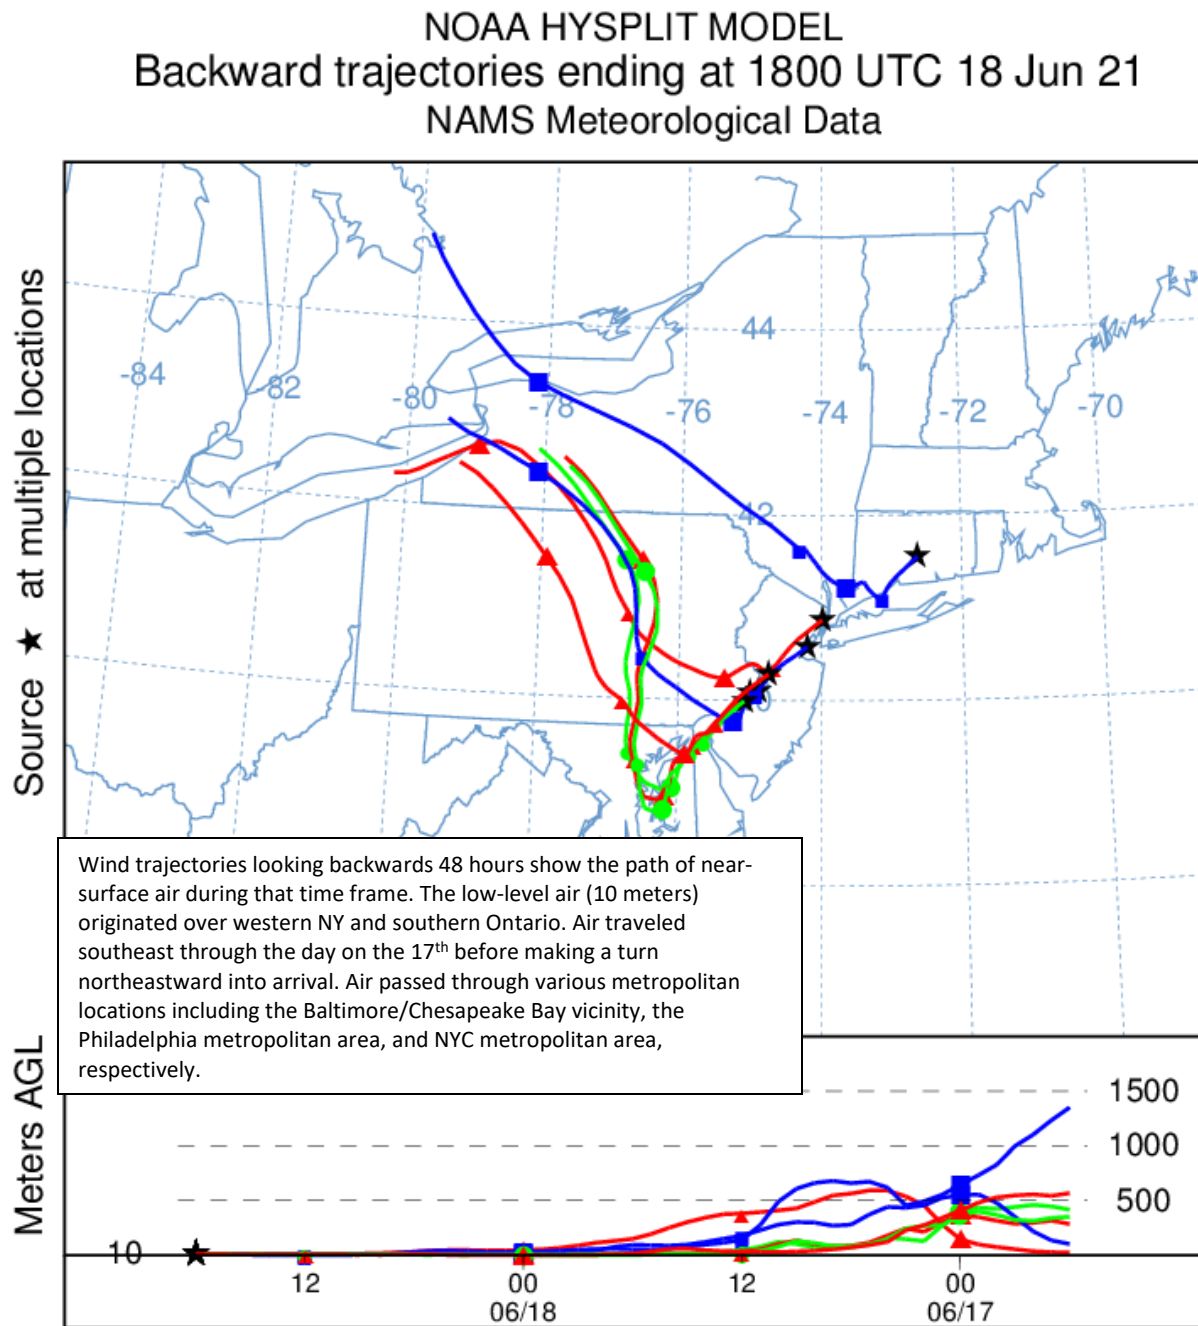 NOAA HYSPLIT MODEL
Backward trajectories ending at 1800 UTC 18 Jun 21
NAMS Meteorological Data
Source ★ at multiple locations
44
-84
82
-80
-78
-76
-74
-72
-70
42
Wind trajectories looking backwards 48 hours show the path of near-
surface air during that time frame. The low-level air (10 meters)
originated over western NY and southern Ontario. Air traveled
southeast through the day on the 17th before making a turn
northeastward into arrival. Air passed through various metropolitan
locations including the Baltimore/Chesapeake Bay vicinity, the
Philadelphia metropolitan area, and NYC metropolitan area,
respectively.
Meters AGL
1500
1000
500
10
12 00 12 00
06/18 06/17